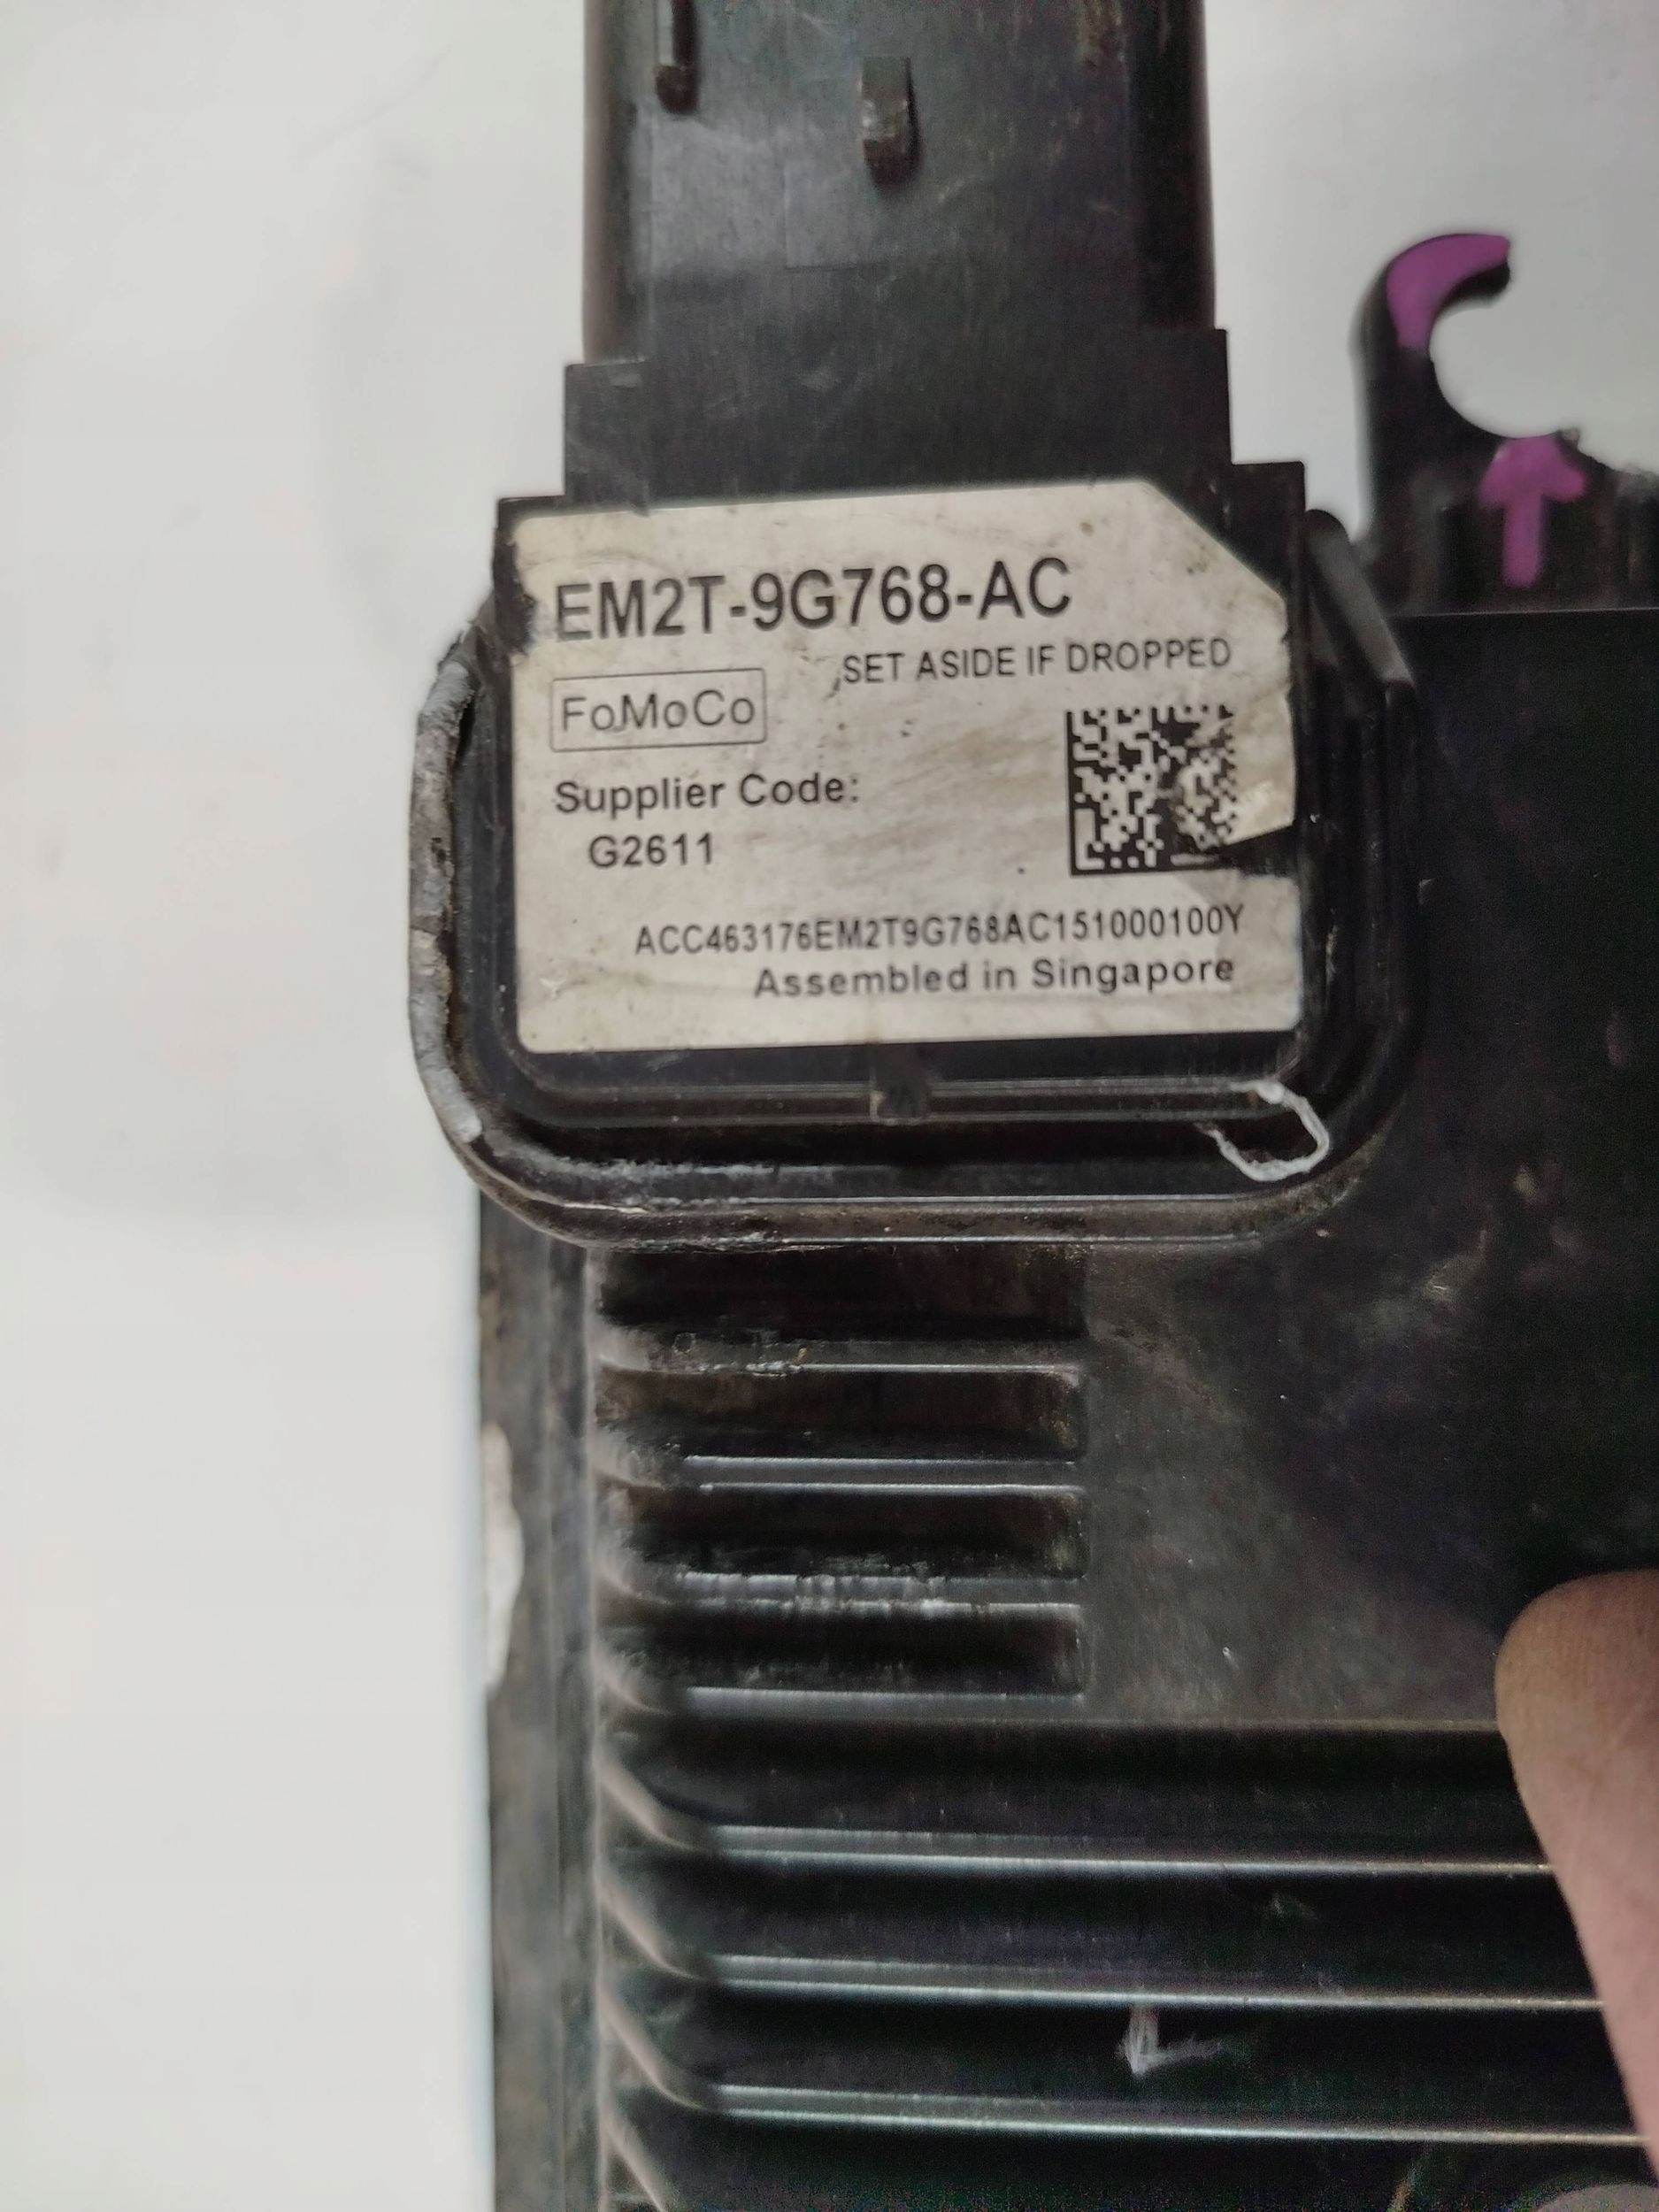 EM2T-9G768-AC
SET ASIDE IF DROPPED
FoMoCo
Supplier Code:
G2611
ACC463176EM2T9G768AC151000100Y
Assembled in Singapore